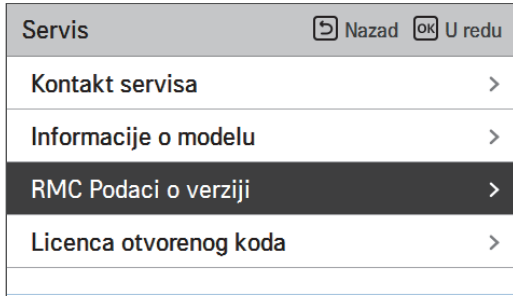 Servis Nazad OK U redu
Kontakt servisa >
Informacije o modelu >
RMC Podaci o verziji >
Licenca otvorenog koda >